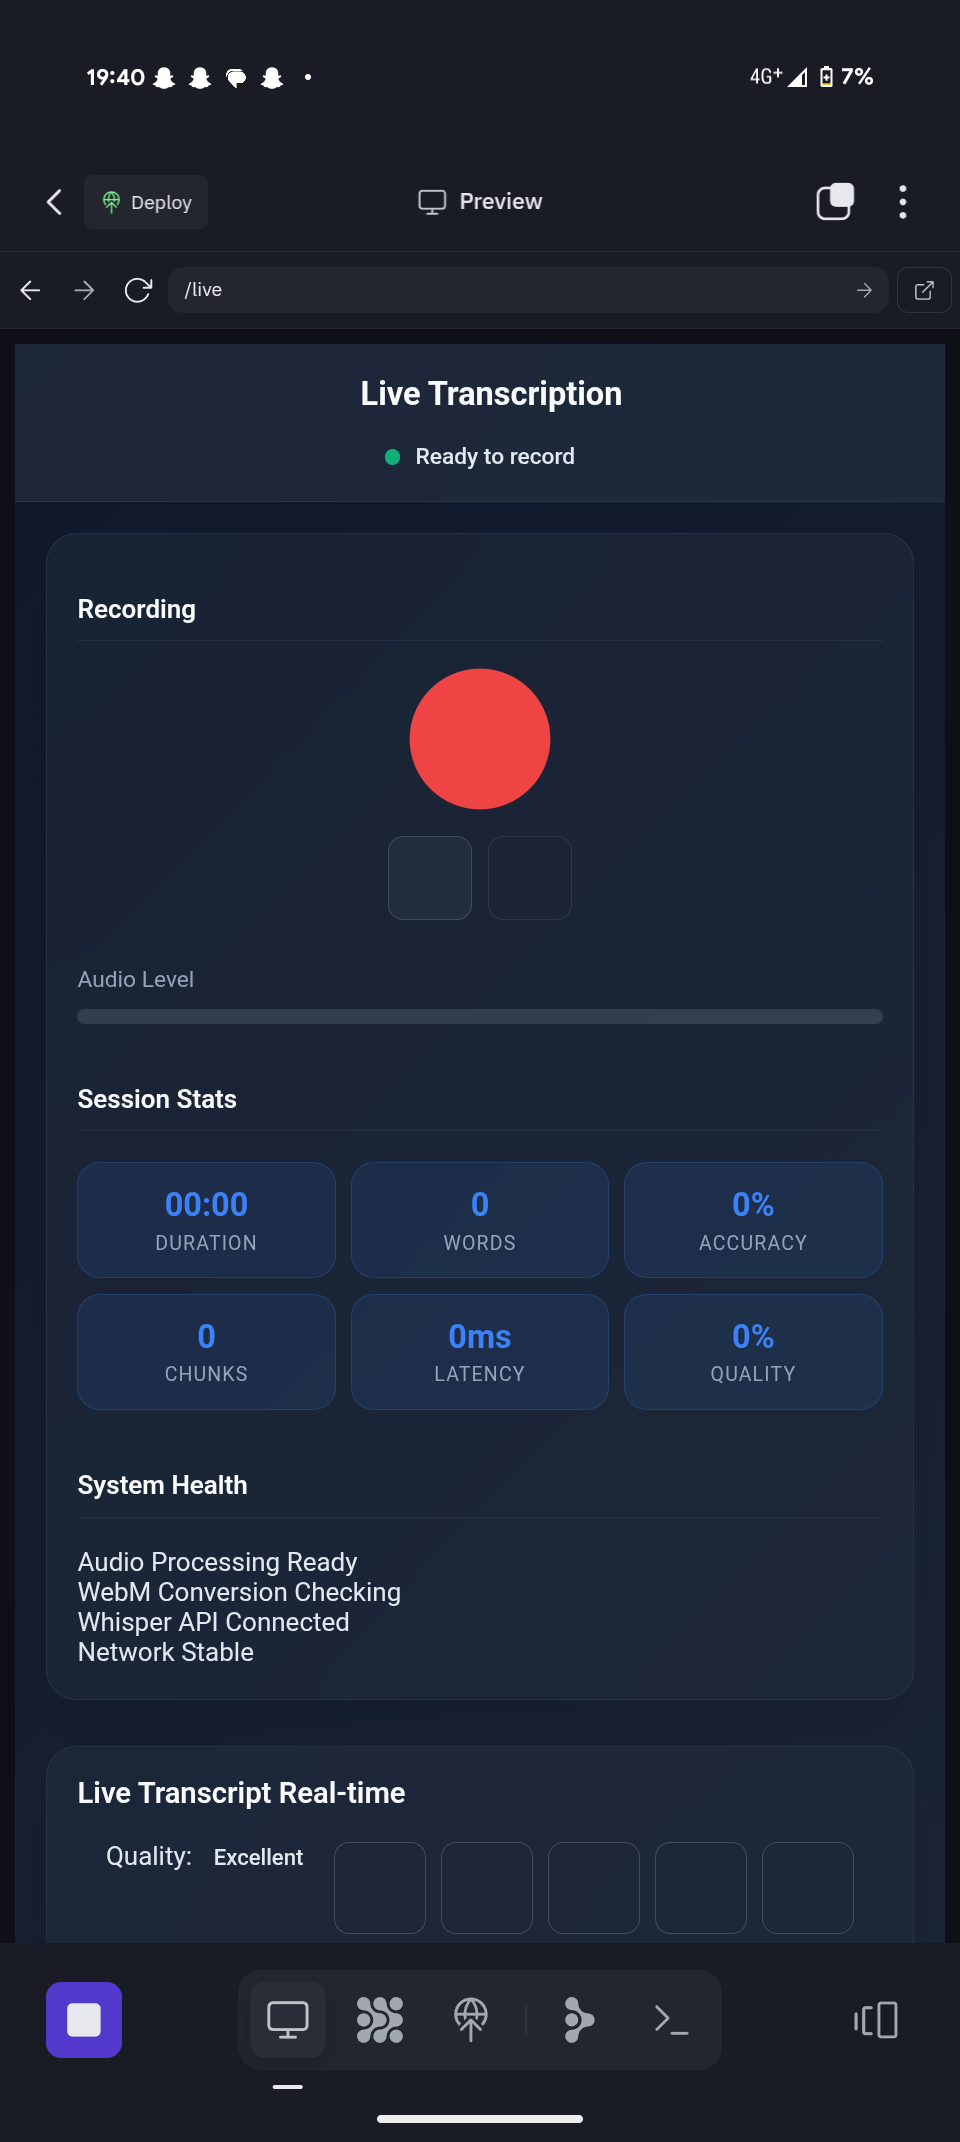 19:40
4G+ 7%
Deploy
Preview
/live
Live Transcription
Ready to record
Recording
Audio Level
Session Stats
00:00 0 0%
DURATION WORDS ACCURACY
0 0ms 0%
CHUNKS LATENCY QUALITY
System Health
Audio Processing Ready
WebM Conversion Checking
Whisper API Connected
Network Stable
Live Transcript Real-time
Quality: Excellent